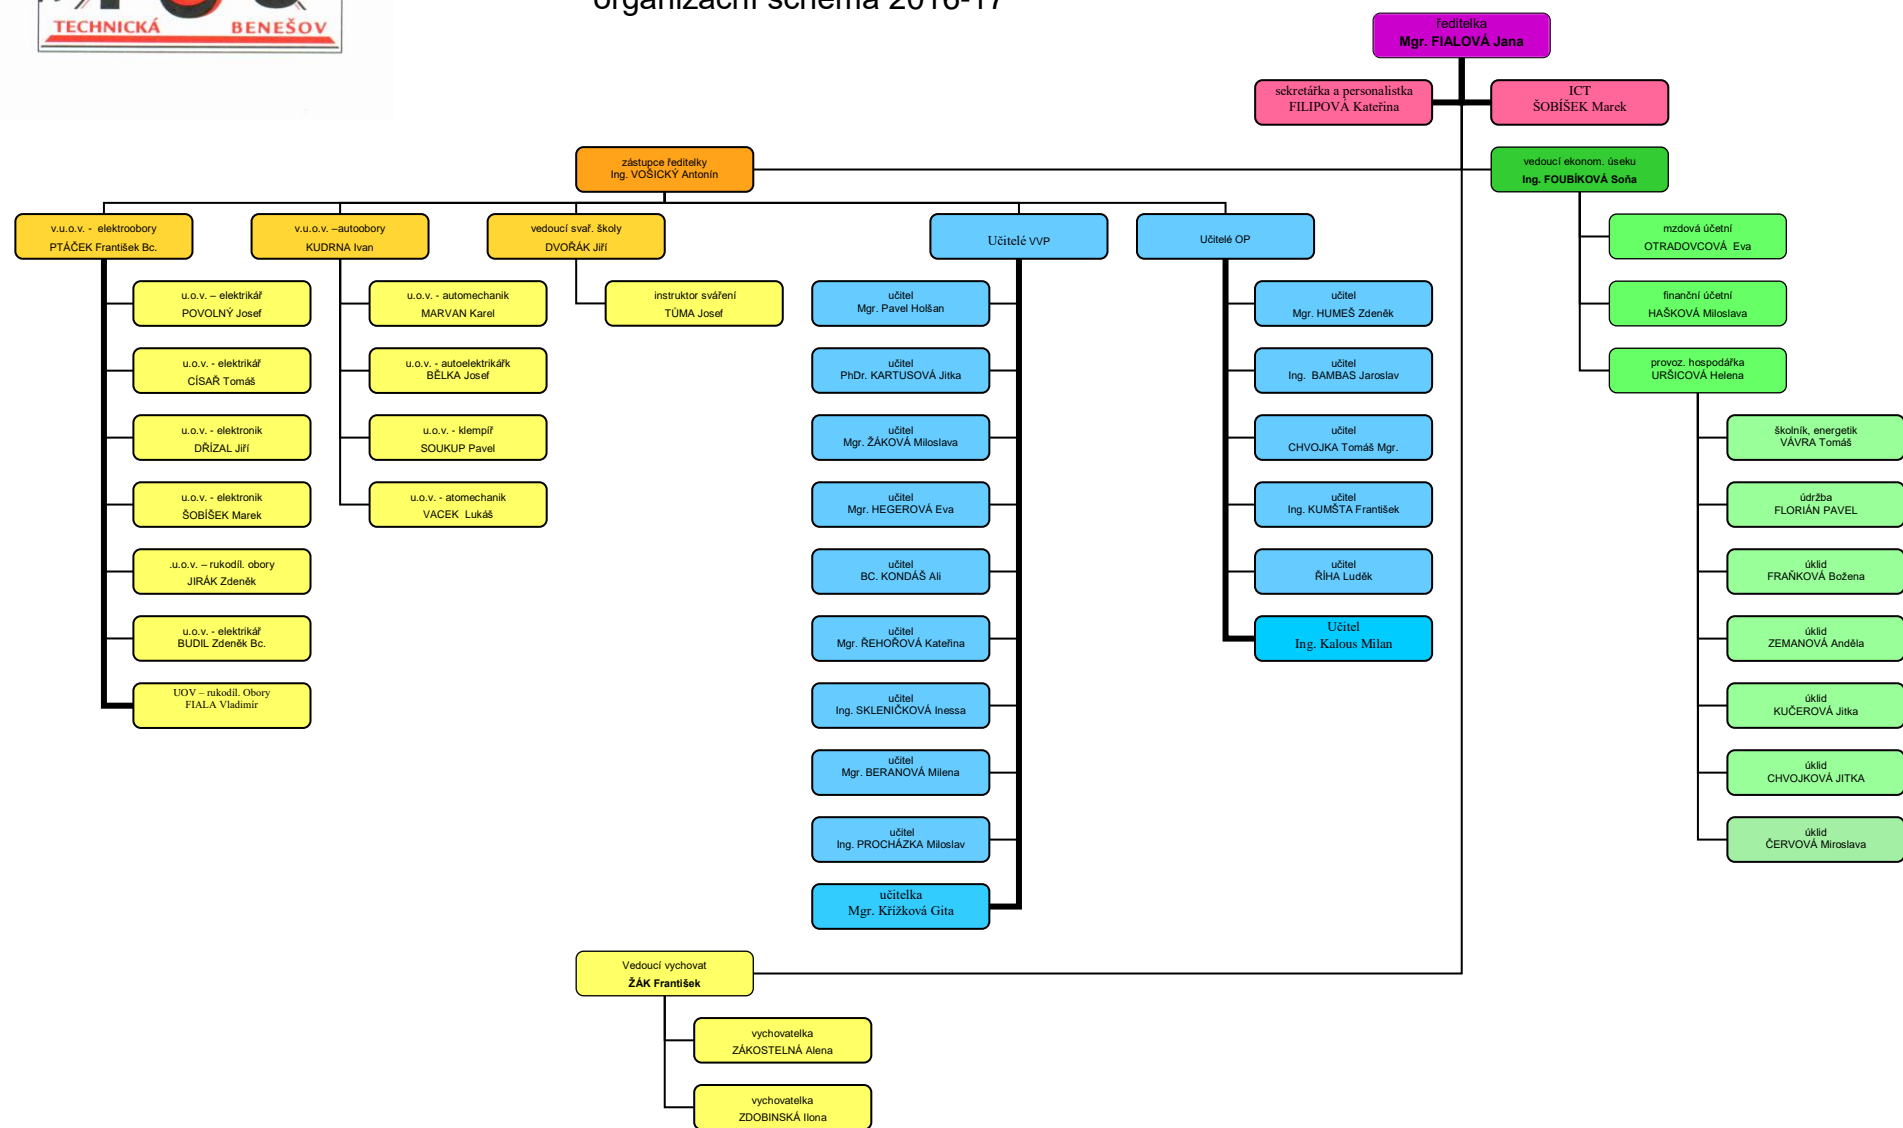 organizační schéma 2016-17
TECHNICKÁ BENEŠOV
ředitelka
Mgr. FIALOVÁ Jana
sekretářka a personalistka
FILIPOVÁ Kateřina
ICT
ŠOBÍŠEK Marek
zástupce ředitelky
Ing. VOŠICKÝ Antonín
vedoucí ekonom. úseku
Ing. FOUBÍKOVÁ Soňa
v.u.o.v. - elektroobory
PTÁČEK František Bc.
v.u.o.v. –autoobory
KUDRNA Ivan
vedoucí svař. školy
DVOŘÁK Jiří
Učitelé VVP
Učitelé OP
mzdová účetní
OTRADOVCOVÁ Eva
u.o.v. – elektrikář
POVOLNÝ Josef
u.o.v. - automechanik
MARVAN Karel
instruktor sváření
TŮMA Josef
učitel
Mgr. Pavel Holšan
učitel
Mgr. HUMEŠ Zdeněk
finanční účetní
HAŠKOVÁ Miloslava
u.o.v. - elektrikář
CÍSAŘ Tomáš
u.o.v. - autoelektrikářk
BĚLKA Josef
učitel
PhDr. KARTUSOVÁ Jitka
učitel
Ing. BAMBAS Jaroslav
provoz. hospodářka
URŠICOVÁ Helena
u.o.v. - elektronik
DŘÍZAL Jiří
u.o.v. - klempíř
SOUKUP Pavel
učitel
Mgr. ŽÁKOVÁ Miloslava
učitel
CHVOJKA Tomáš Mgr.
školník, energetik
VÁVRA Tomáš
u.o.v. - elektronik
ŠOBÍŠEK Marek
u.o.v. - atomechanik
VACEK Lukáš
učitel
Mgr. HEGEROVÁ Eva
učitel
Ing. KUMŠTA František
údržba
FLORIÁN PAVEL
.u.o.v. – rukodíl. obory
JIRÁK Zdeněk
učitel
BC. KONDÁŠ Ali
učitel
ŘÍHA Luděk
úklid
FRAŇKOVÁ Božena
u.o.v. - elektrikář
BUDIL Zdeněk Bc.
učitel
Mgr. ŘEHOŘOVÁ Kateřina
Učitel
Ing. Kalous Milan
úklid
ZEMANOVÁ Anděla
UOV – rukodíl. Obory
FIALA Vladimír
učitel
Ing. SKLENIČKOVÁ Inessa
úklid
KUČEROVÁ Jitka
učitel
Mgr. BERANOVÁ Milena
úklid
CHVOJKOVÁ JITKA
učitel
Ing. PROCHÁZKA Miloslav
úklid
ČERVOVÁ Miroslava
učitelka
Mgr. Křížková Gita
Vedoucí vychovat
ŽÁK František
vychovatelka
ZÁKOSTELNÁ Alena
vychovatelka
ZDOBINSKÁ Ilona